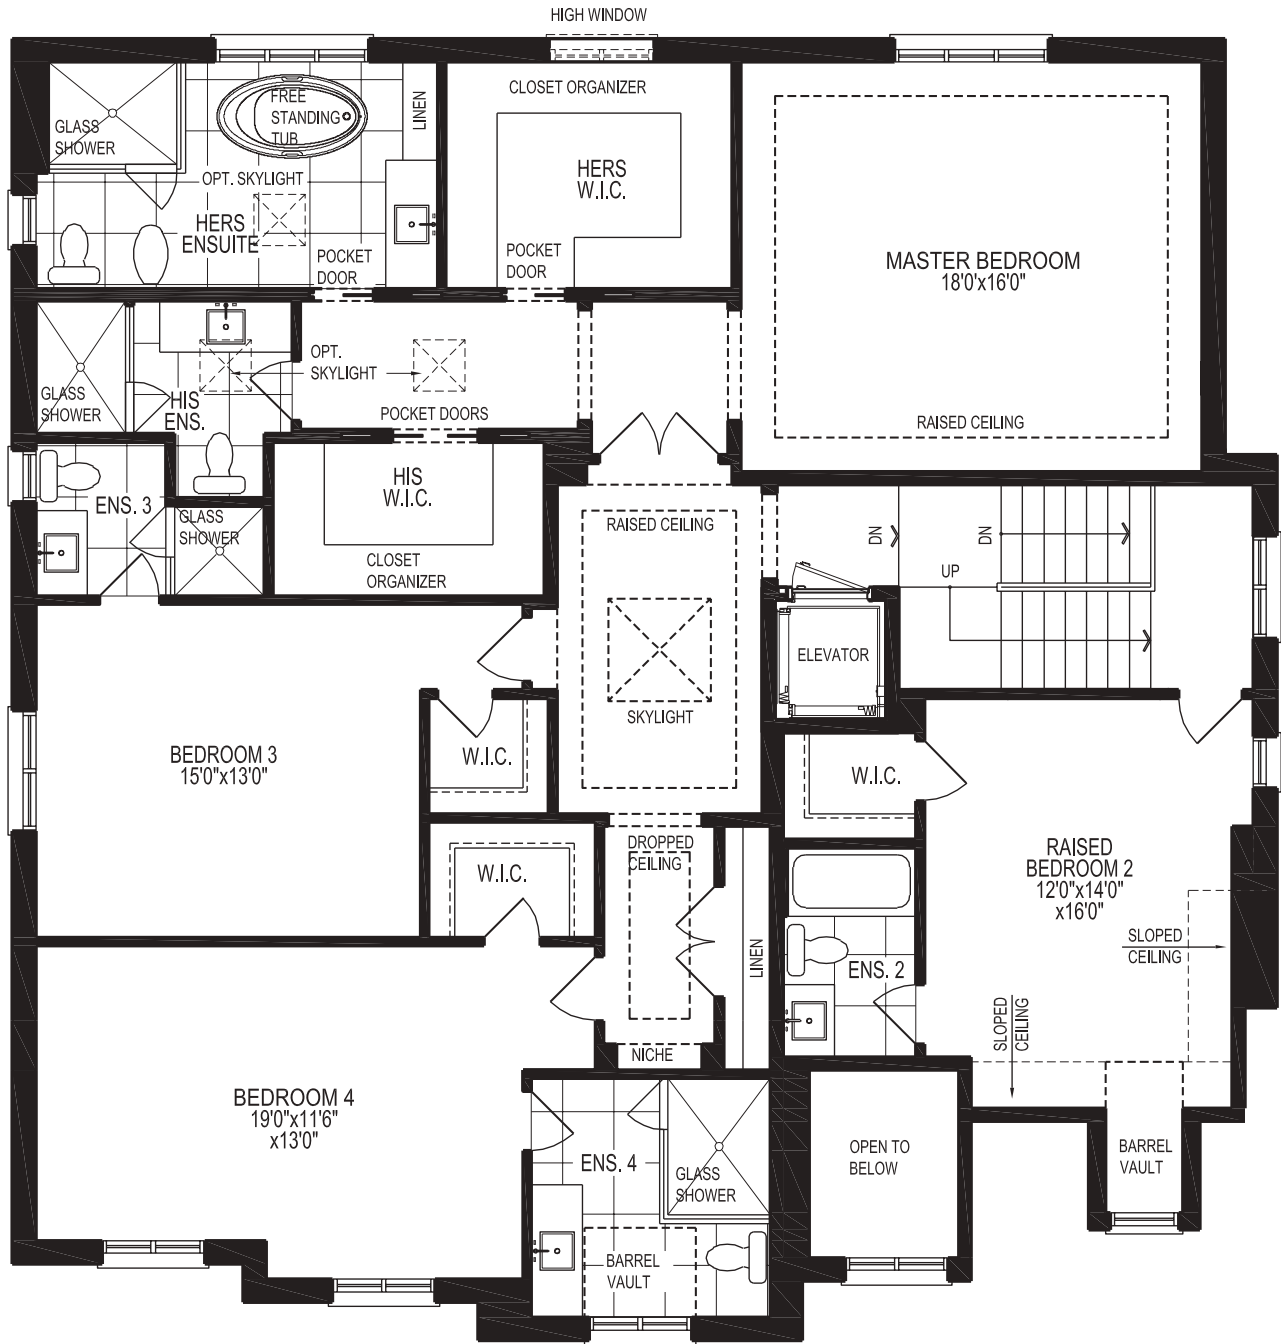 HIGH WINDOW
CLOSET ORGANIZER
FREE
STANDING
TUB
LINEN
GLASS
SHOWER
OPT. SKYLIGHT
HERS
W.I.C.
HERS
ENSUITE
POCKET
DOOR
POCKET
DOOR
MASTER BEDROOM
18'0"x16'0"
RAISED CEILING
OPT.
SKYLIGHT
GLASS
SHOWER
HIS
ENS.
POCKET DOORS
HIS
W.I.C.
CLOSET
ORGANIZER
ENS. 3
GLASS
SHOWER
RAISED CEILING
SKYLIGHT
DN
DN
UP
ELEVATOR
BEDROOM 3
15'0"x13'0"
W.I.C.
W.I.C.
W.I.C.
DROPPED
CEILING
LINEN
NICHE
RAISED
BEDROOM 2
12'0"x14'0"
x16'0"
SLOPED
CEILING
SLOPED
CEILING
ENS. 2
BEDROOM 4
19'0"x11'6"
x13'0"
ENS. 4
GLASS
SHOWER
BARREL
VAULT
OPEN TO
BELOW
BARREL
VAULT